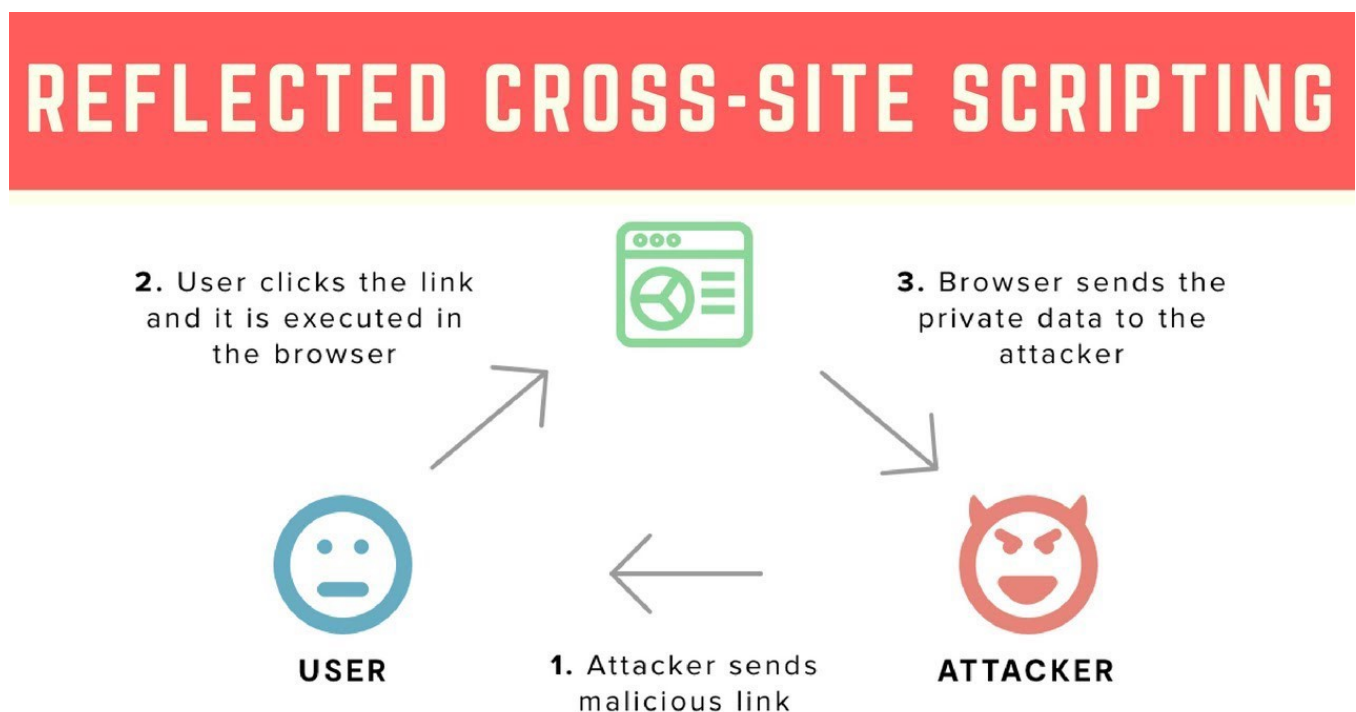 REFLECTED CROSS-SITE SCRIPTING
2. User clicks the link
and it is executed in
the browser
3. Browser sends the
private data to the
attacker
USER
1. Attacker sends
malicious link
ATTACKER